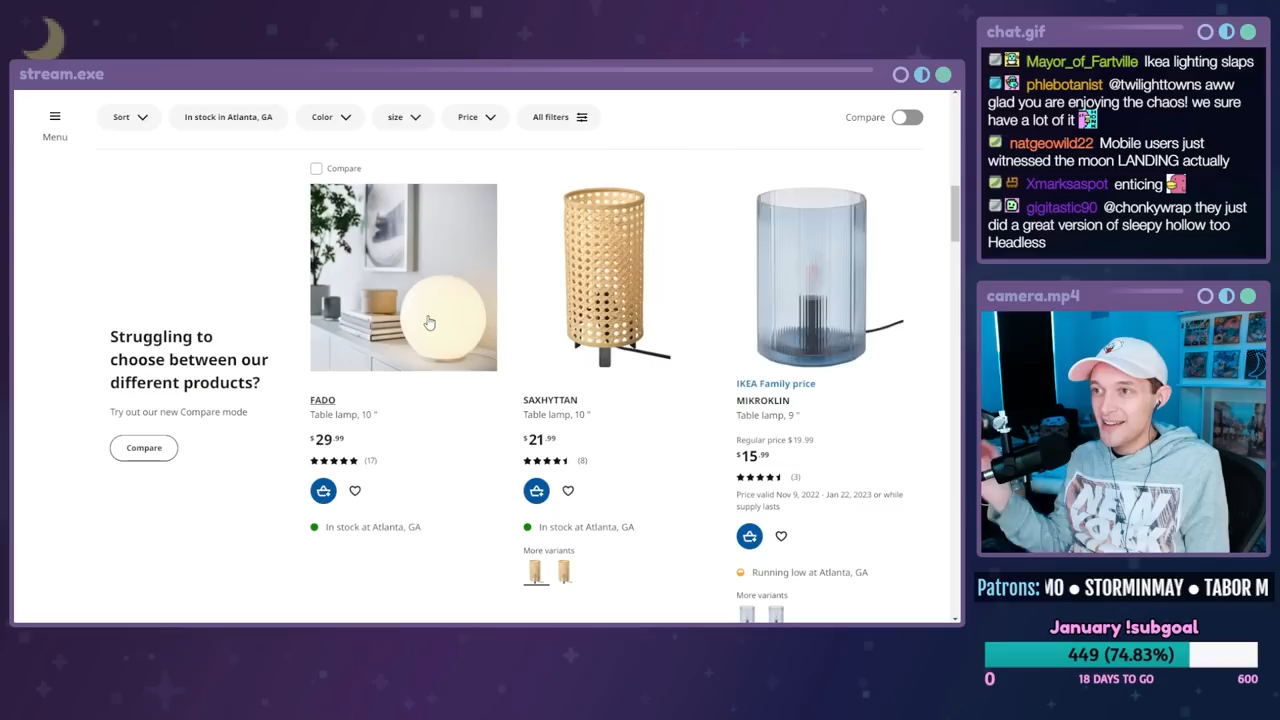 stream.exe
Menu
Sort
In stock in Atlanta, GA
Color
size
Price
All filters
Compare
Struggling to
choose between our
different products?
Try out our new Compare mode
Compare
Compare
FADO
Table lamp, 10 "
$29.99
(17)
In stock at Atlanta, GA
SAXHYTTAN
Table lamp, 10 "
$21.99
(8)
In stock at Atlanta, GA
More variants
IKEA Family price
MIKROKLIN
Table lamp, 9 "
Regular price $19.99
$15.99
(3)
Price valid Nov 9, 2022 - Jan 22, 2023 or while
supply lasts
Running low at Atlanta, GA
More variants
chat.gif
Mayor_of_Fartville Ikea lighting slaps
phlebotanist @twilighttowns aww
glad you are enjoying the chaos! we sure
have a lot of it
natgeowild22 Mobile users just
witnessed the moon LANDING actually
Xmarksaspot enticing
gigitastic90 @chonkywrap they just
did a great version of sleepy hollow too
Headless
camera.mp4
NEW
Patrons: MO ● STORMINMAY ● TABOR M
January !subgoal
449 (74.83%)
0 18 DAYS TO GO 600